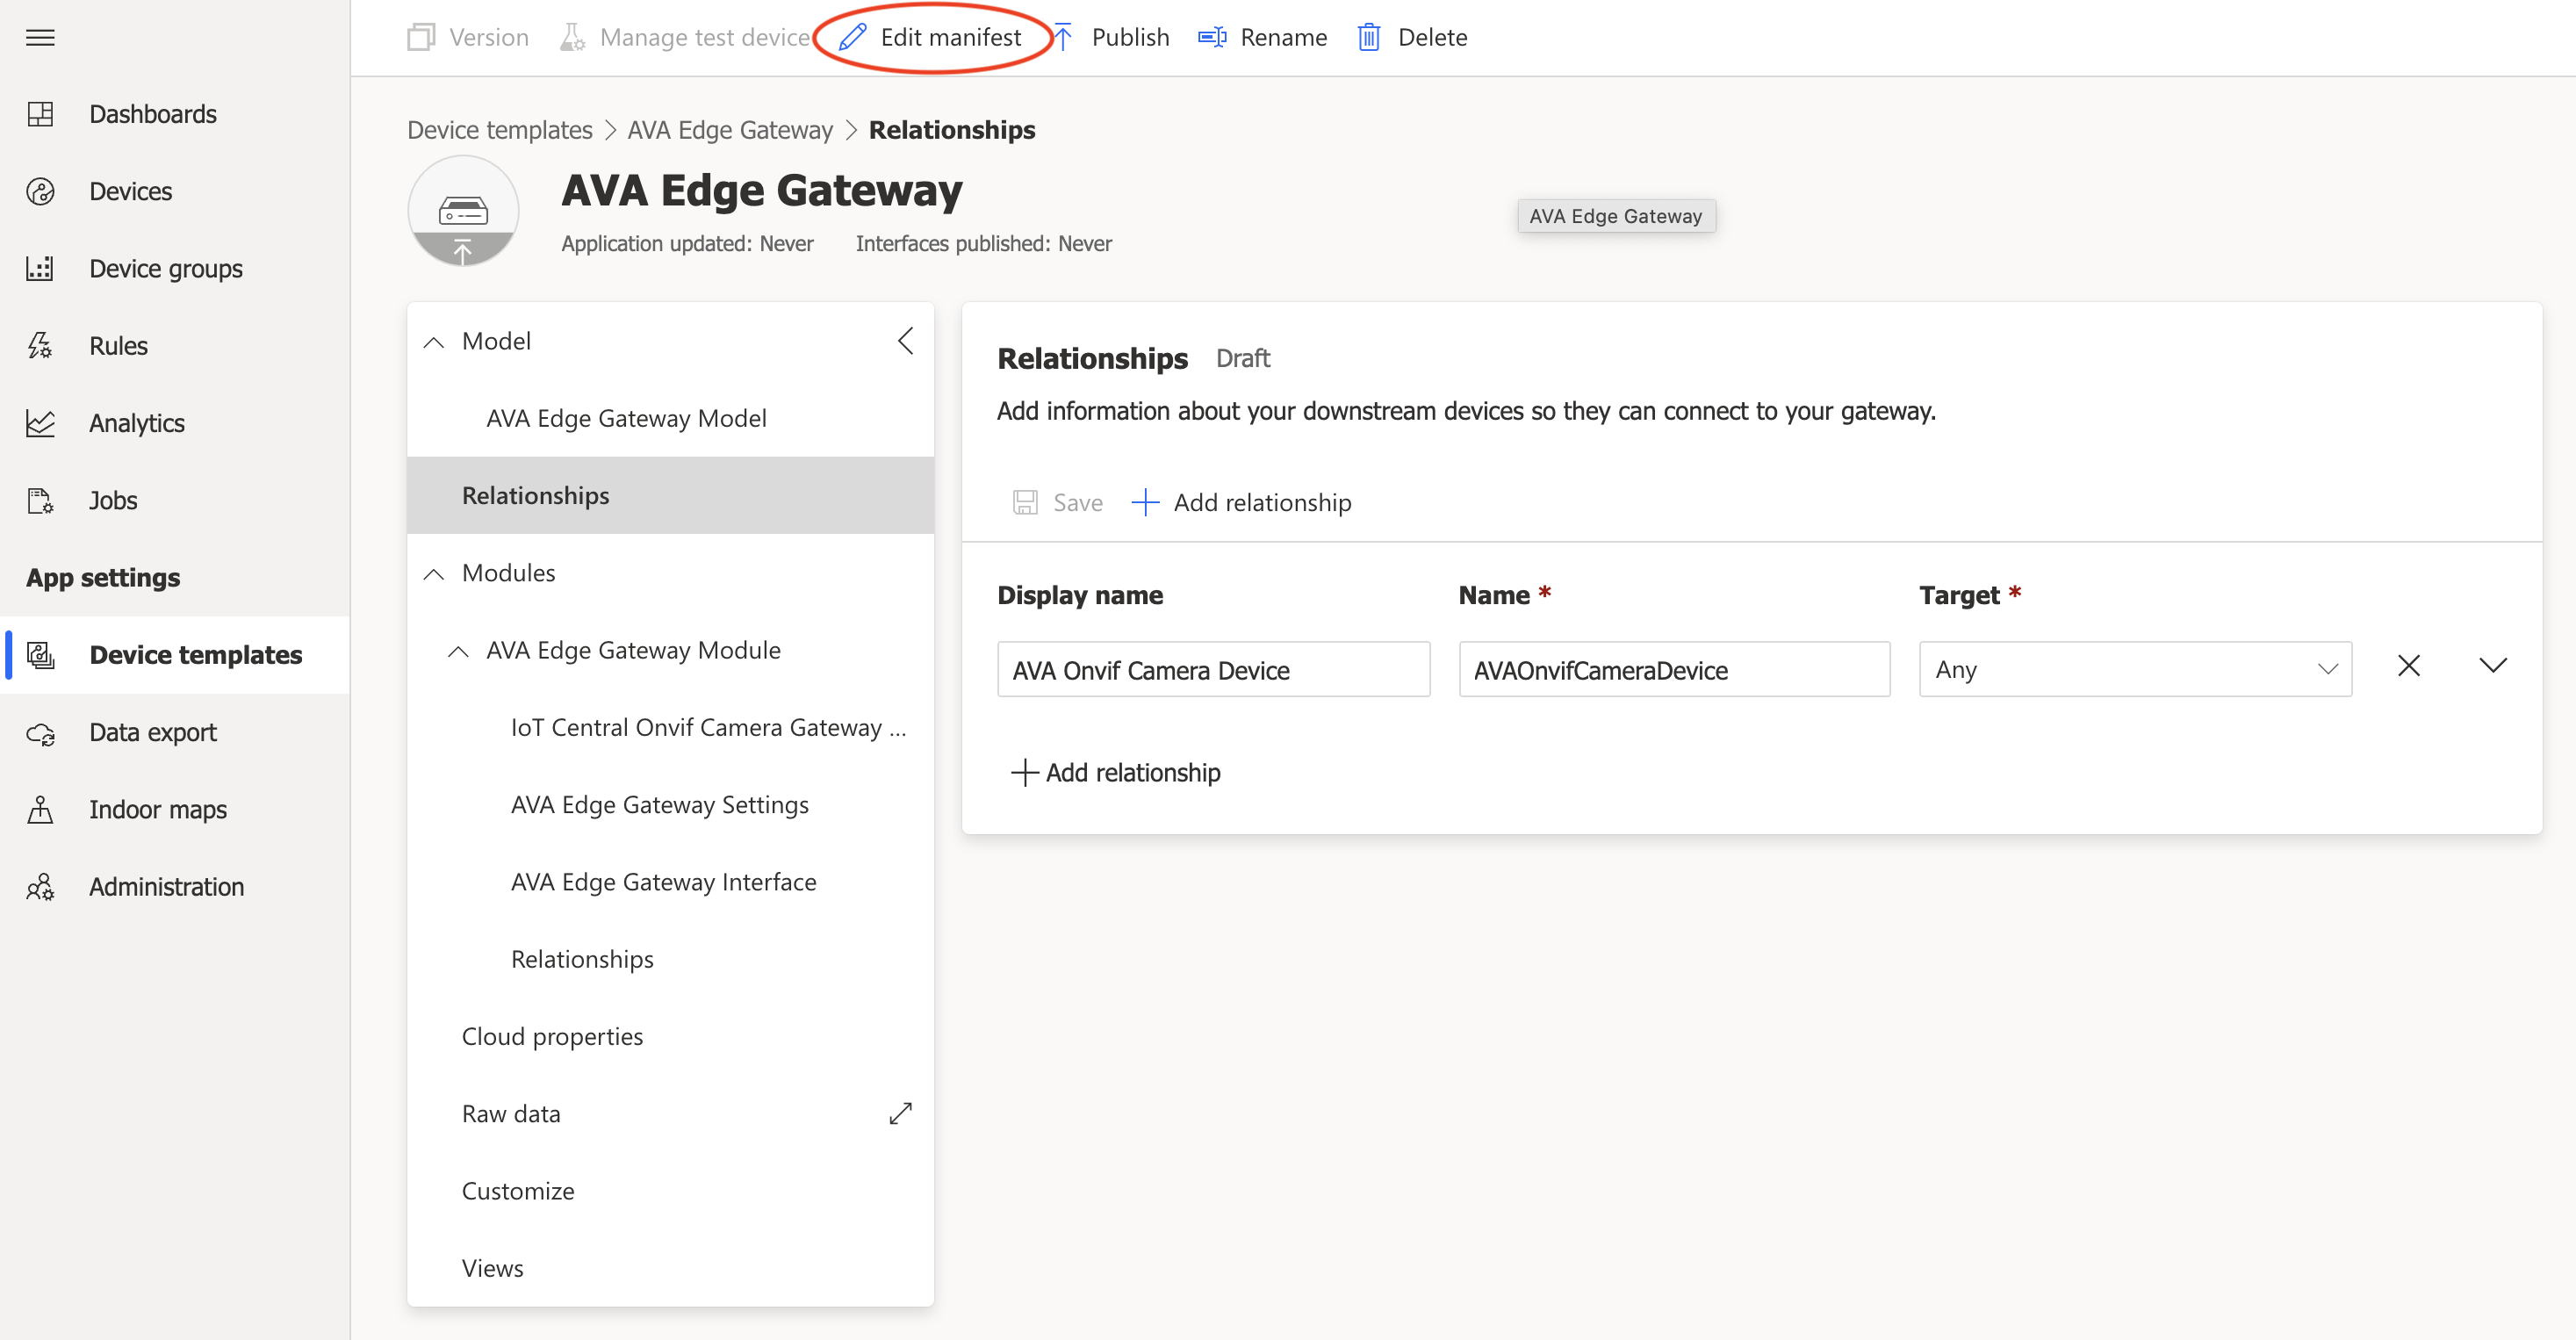 Version
Manage test device
Edit manifest
Publish
Rename
Delete
Dashboards
Devices
Device groups
Rules
Analytics
Jobs
App settings
Device templates
Data export
Indoor maps
Administration
Device templates > AVA Edge Gateway > Relationships
AVA Edge Gateway
Application updated: Never
Interfaces published: Never
AVA Edge Gateway
Model
AVA Edge Gateway Model
Relationships
Modules
AVA Edge Gateway Module
IoT Central Onvif Camera Gateway ...
AVA Edge Gateway Settings
AVA Edge Gateway Interface
Relationships
Cloud properties
Raw data
Customize
Views
Relationships Draft
Add information about your downstream devices so they can connect to your gateway.
Save
Add relationship
Display name
Name *
Target *
AVA Onvif Camera Device
AVAOnvifCameraDevice
Any
Add relationship